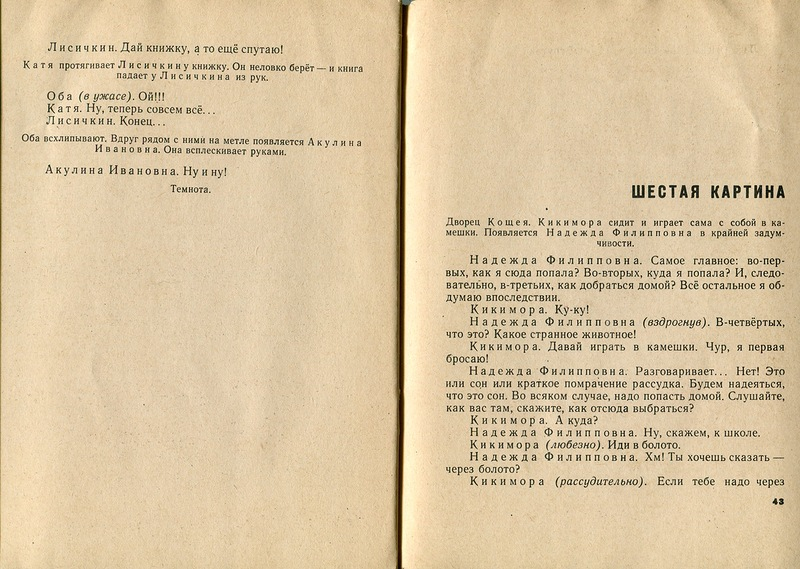 Лисичкин. Дай книжку, а то ещё спутаю!
Катя протягивает Лисичкину книжку. Он неловко берёт — и книга
падает у Лисичкина из рук.
Оба (в ужасе). Ой!!!
Катя. Ну, теперь совсем всё...
Лисичкин. Конец...
Оба всхлипывают. Вдруг рядом с ними на метле появляется Акулина
Ивановна. Она всплескивает руками.
Акулина Ивановна. Ну и ну!
Темнота.
ШЕСТАЯ КАРТИНА
Дворец Кощея. Кикимора сидит и играет сама с собой в ка-
мешки. Появляется Надежда Филипповна в крайней задум-
чивости.
Надежда Филипповна. Самое главное: во-пер-
вых, как я сюда попала? Во-вторых, куда я попала? И, следо-
вательно, в-третьих, как добраться домой? Всё остальное я об-
думаю впоследствии.
Кикимора. Ку-ку!
Надежда Филипповна (вздрогнув). В-четвёртых,
что это? Какое странное животное!
Кикимора. Давай играть в камешки. Чур, я первая
бросаю!
Надежда Филипповна. Разговаривает... Нет! Это
или сон или краткое помрачение рассудка. Будем надеяться,
что это сон. Во всяком случае, надо попасть домой. Слушайте,
как вас там, скажите, как отсюда выбраться?
Кикимора. А куда?
Надежда Филипповна. Ну, скажем, к школе.
Кикимора (любезно). Иди в болото.
Надежда Филипповна. Хм! Ты хочешь сказать —
через болото?
Кикимора (рассудительно). Если тебе надо через
43